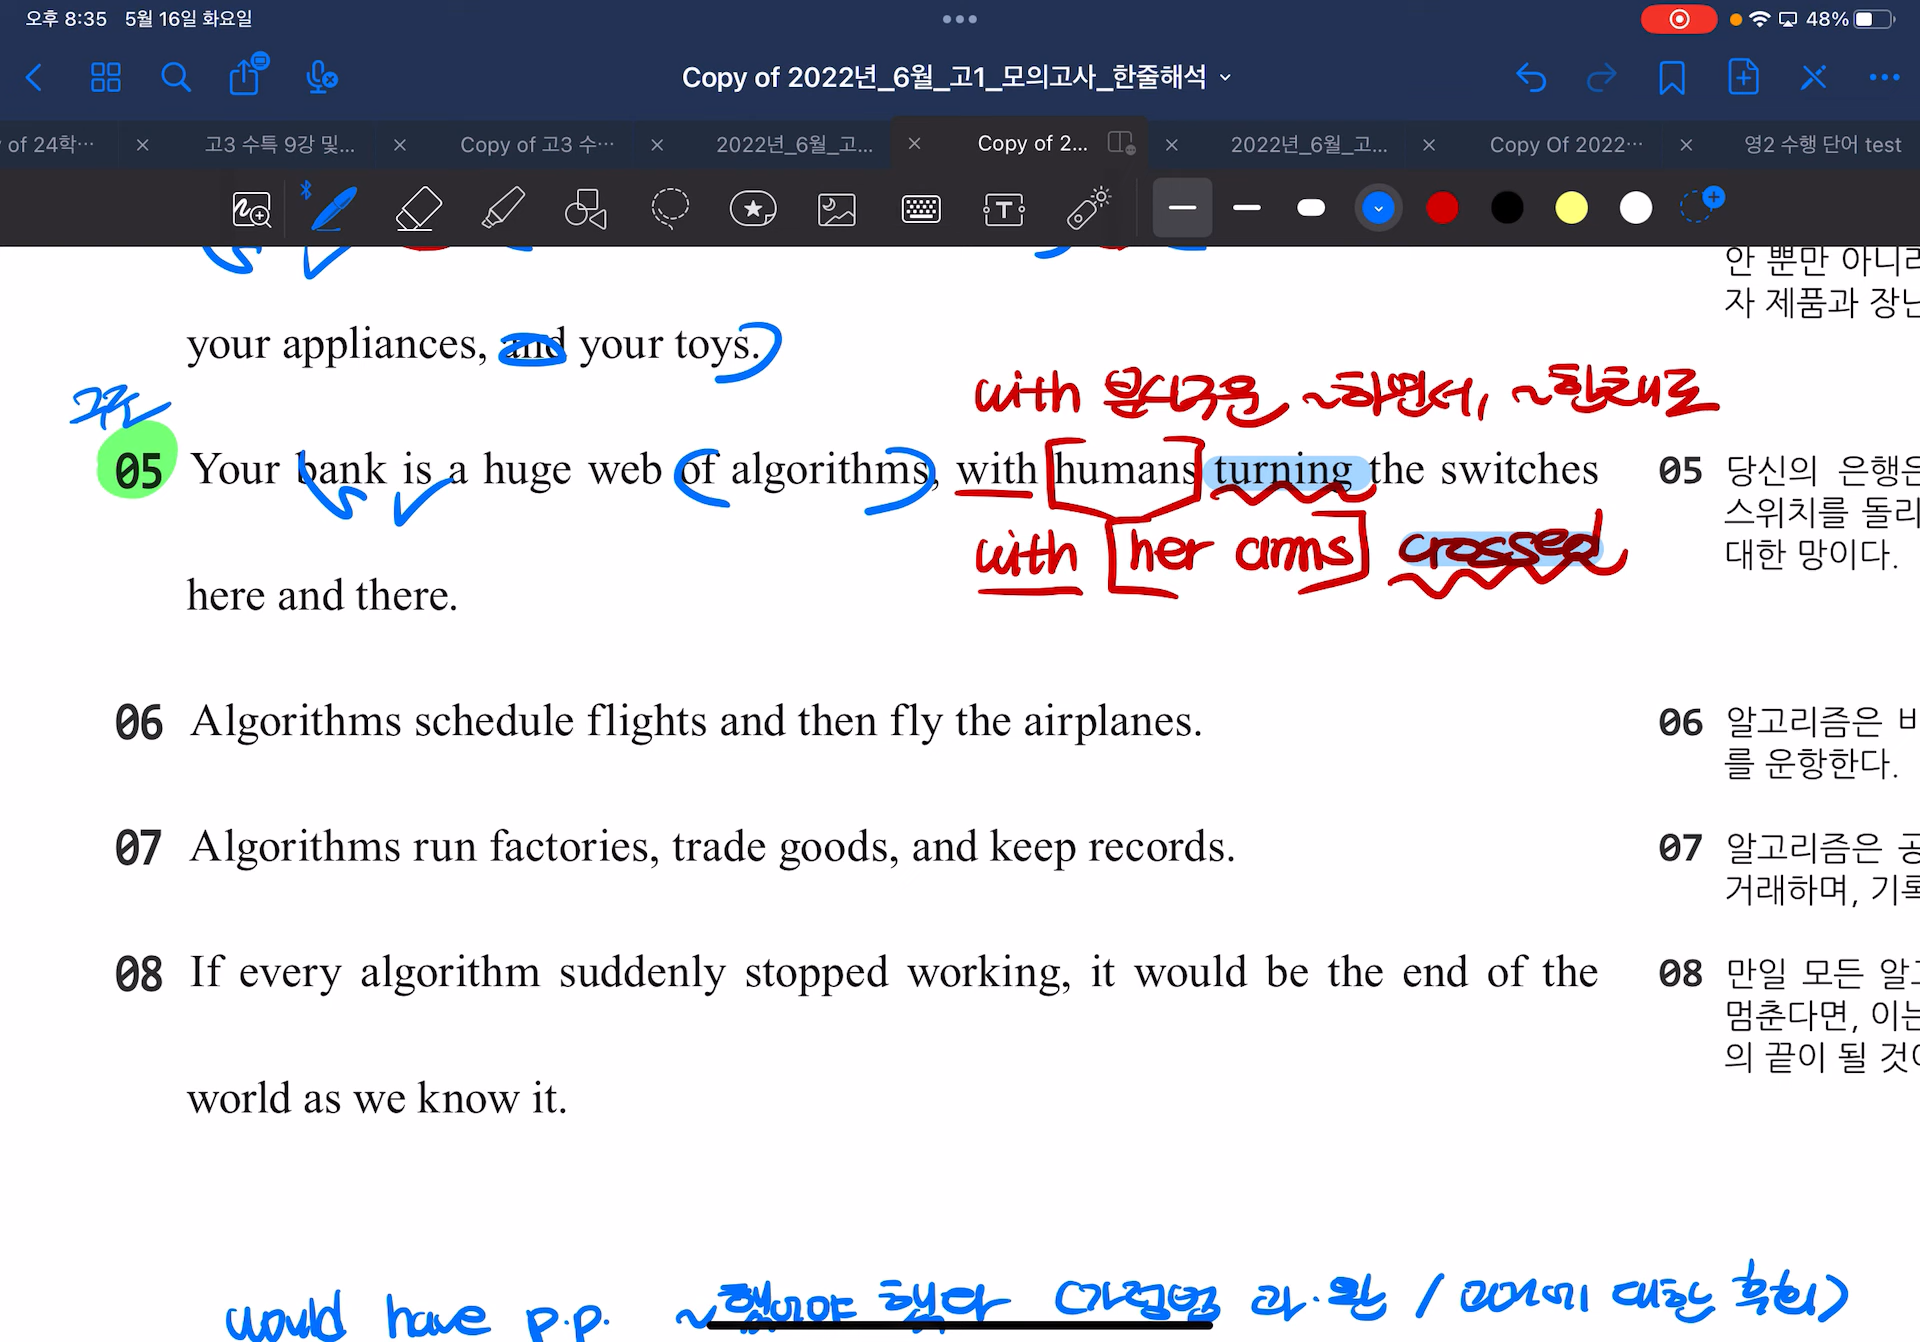 오후 8:35 5월 16일 화요일
48%
Copy of 2022년_6월_고1_모의고사_한줄해석
of 24학··· 고3 수특 9강 및... Copy of 고3 수··· 2022년_6월_고... Copy of 2... 2022년_6월_고... Copy Of 2022··· 영2 수행 단어 test
안 뿐만 아니라
자 제품과 장난
your appliances, and your toys.
with 분사구문 ~하면서, ~한채로
05 Your bank is a huge web of algorithms, with humans turning the switches
with her arms crossed
here and there.
05 당신의 은행은
스위치를 돌리
대한 망이다.
06 Algorithms schedule flights and then fly the airplanes.
06 알고리즘은 비
를 운항한다.
07 Algorithms run factories, trade goods, and keep records.
07 알고리즘은 공
거래하며, 기록
08 If every algorithm suddenly stopped working, it would be the end of the
world as we know it.
08 만일 모든 알고
멈춘다면, 이는
의 끝이 될 것이
would have p.p. ~했어야 했다 (가정법 과·완 / 과거에 대한 후회)